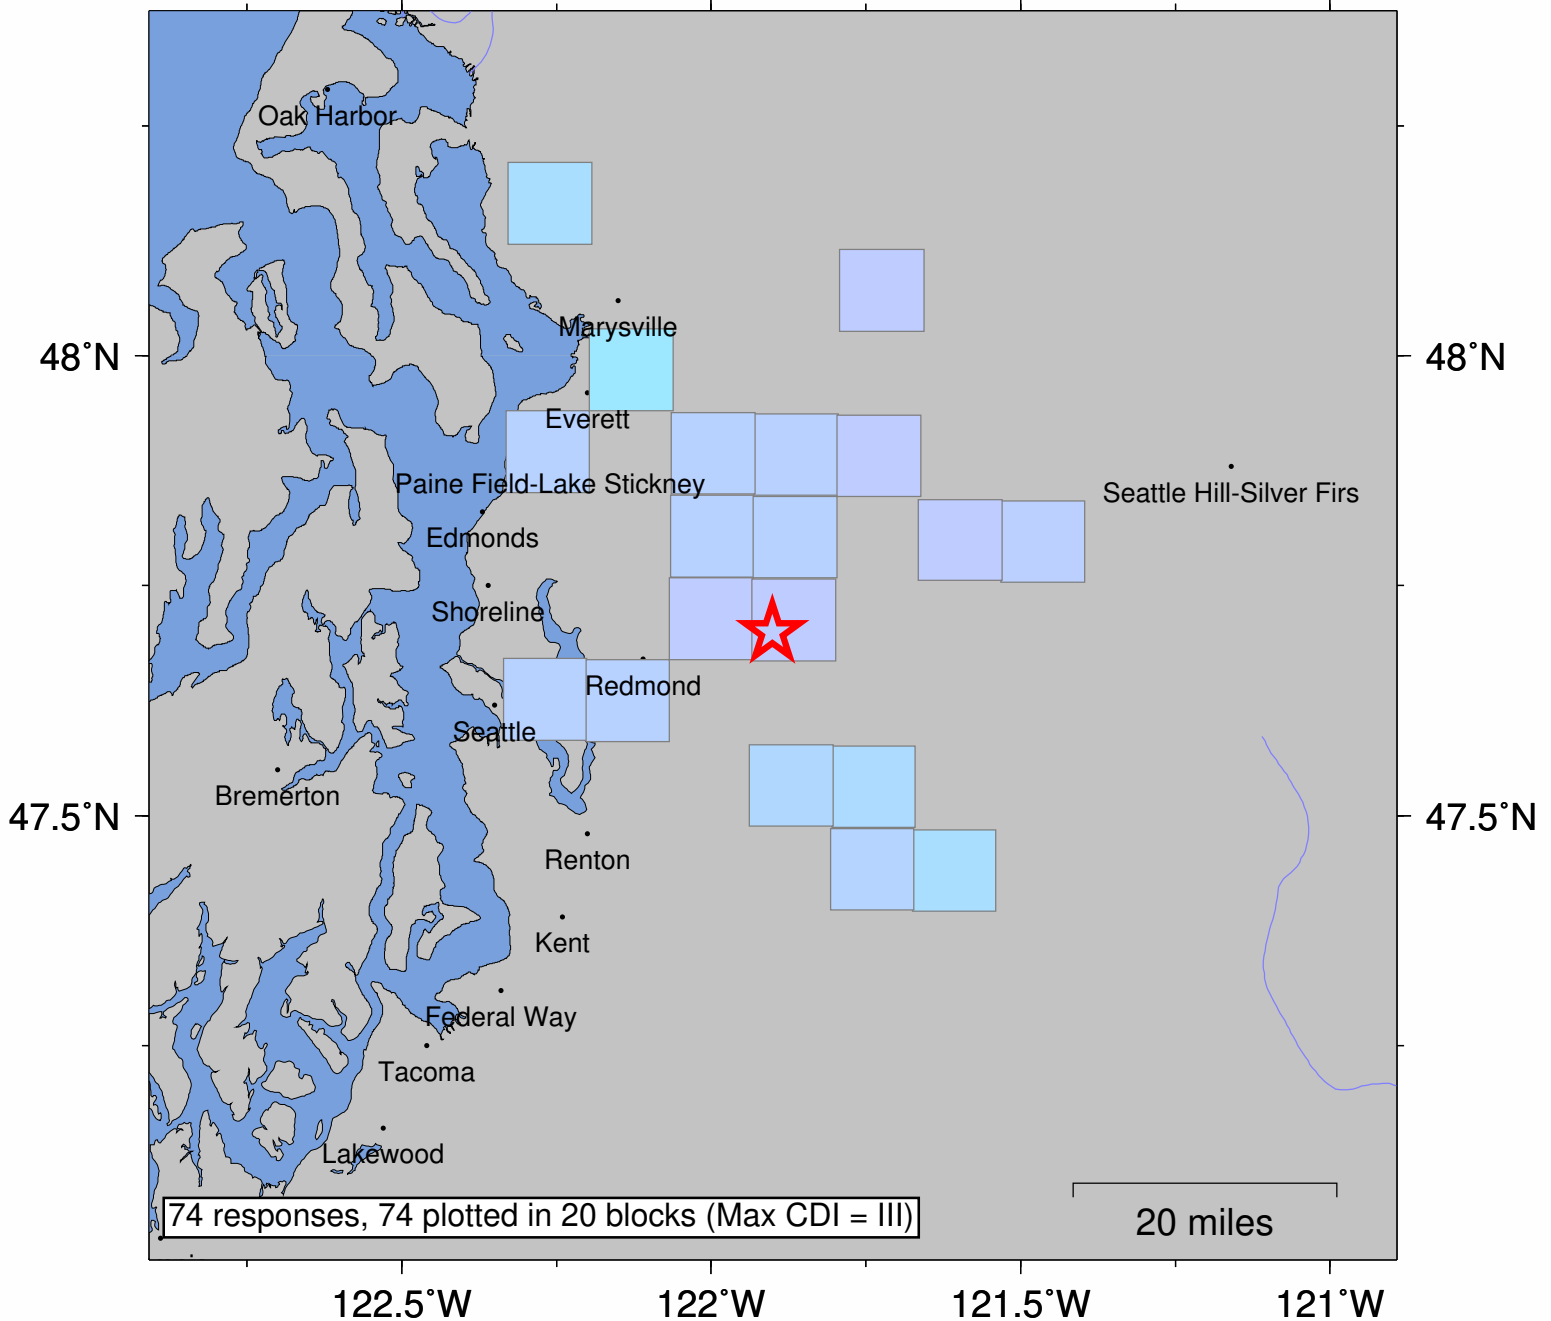 Oak Harbor
Marysville
48˚N
48˚N
Everett
Paine Field-Lake Stickney
Seattle Hill-Silver Firs
Edmonds
Shoreline
Redmond
Seattle
Bremerton
47.5˚N
47.5˚N
Renton
Kent
Federal Way
Tacoma
Lakewood
74 responses, 74 plotted in 20 blocks (Max CDI = III)
20 miles
122.5˚W
122˚W
121.5˚W
121˚W